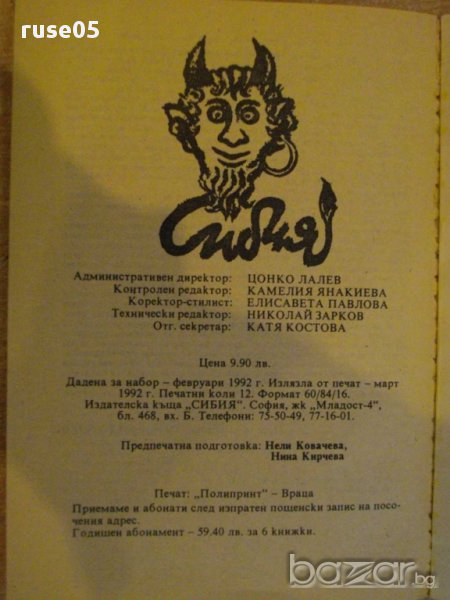 ruse05
Сибия
Административен директор: ЦОНКО ЛАЛЕВ
Контролен редактор: КАМЕЛИЯ ЯНАКИЕВА
Коректор-стилист: ЕЛИСАВЕТА ПАВЛОВА
Технически редактор: НИКОЛАЙ ЗАРКОВ
Отг. секретар: КАТЯ КОСТОВА
Цена 9.90 лв.
Дадена за набор – февруари 1992 г. Излязла от печат – март
1992 г. Печатни коли 12. Формат 60/84/16.
Издателска къща „СИБИЯ". София, жк „Младост-4",
бл. 468, вх. Б. Телефони: 75-50-49, 77-16-01.
Предпечатна подготовка: Нели Ковачева,
Нина Кирчева
Печат: „Полипринт" – Враца
Приемаме и абонати след изпратен пощенски запис на посо-
чения адрес.
Годишен абонамент – 59.40 лв. за 6 книжки.
bazar.bg